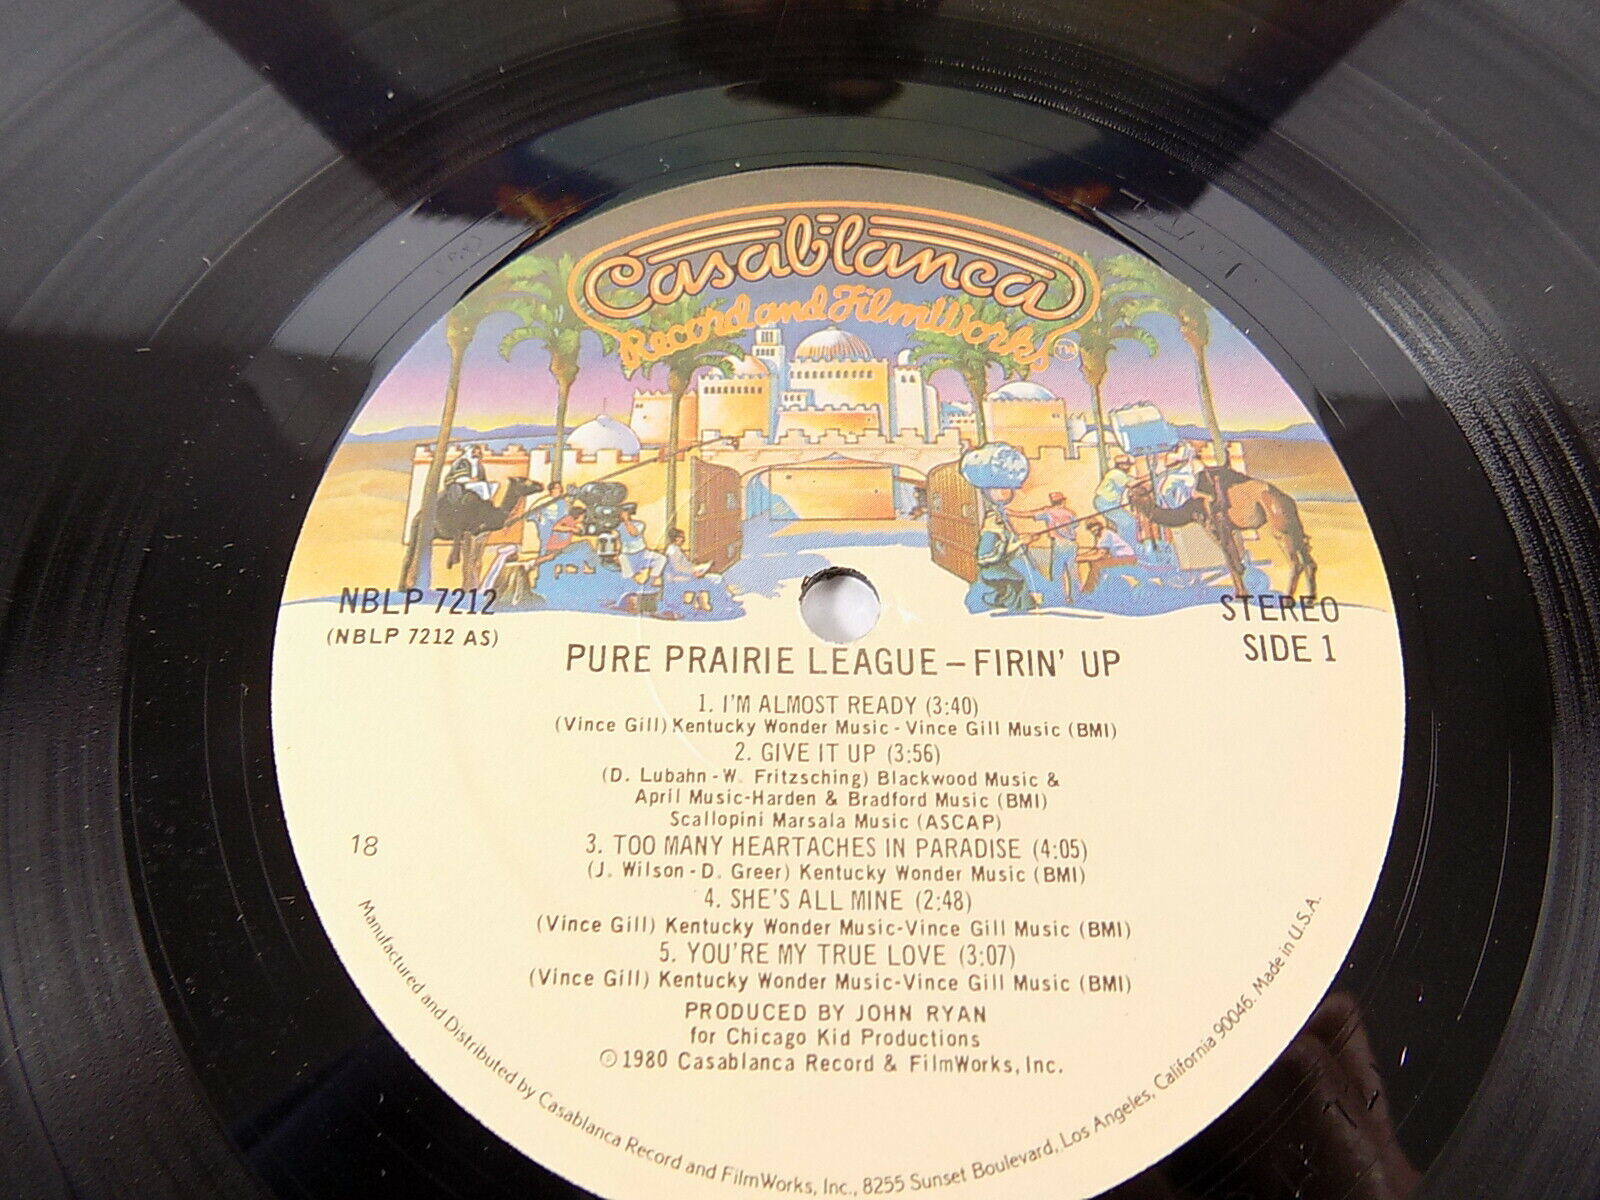 Casablanca
Record and FilmWorks TM
NBLP 7212
(NBLP 7212 AS)
STEREO
SIDE 1
PURE PRAIRIE LEAGUE – FIRIN' UP
1. I'M ALMOST READY (3:40)
(Vince Gill) Kentucky Wonder Music - Vince Gill Music (BMI)
2. GIVE IT UP (3:56)
(D. Lubahn - W. Fritzsching) Blackwood Music &
April Music-Harden & Bradford Music (BMI)
Scallopini Marsala Music (ASCAP)
3. TOO MANY HEARTACHES IN PARADISE (4:05)
(J. Wilson - D. Greer) Kentucky Wonder Music (BMI)
18
4. SHE'S ALL MINE (2:48)
(Vince Gill) Kentucky Wonder Music-Vince Gill Music (BMI)
5. YOU'RE MY TRUE LOVE (3:07)
(Vince Gill) Kentucky Wonder Music-Vince Gill Music (BMI)
PRODUCED BY JOHN RYAN
for Chicago Kid Productions
℗ 1980 Casablanca Record & FilmWorks, Inc.
Manufactured and Distributed by Casablanca Record and FilmWorks, Inc., 8255 Sunset Boulevard, Los Angeles, California 90046. Made in U.S.A.